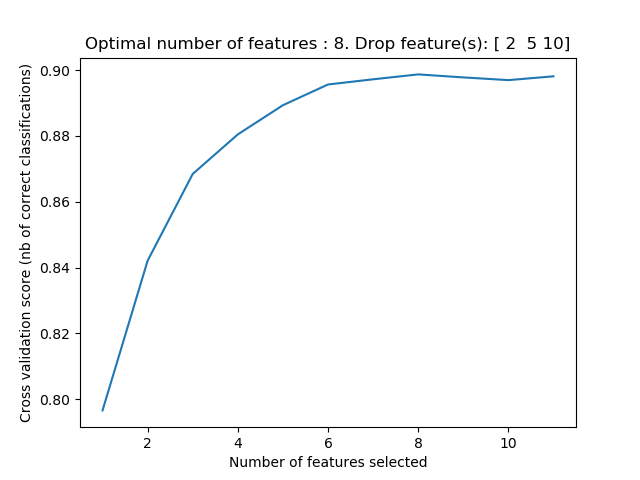 Optimal number of features : 8. Drop feature(s): [ 2  5 10]
0.90
0.88
0.86
0.84
0.82
0.80
Cross validation score (nb of correct classifications)
2 4 6 8 10
Number of features selected